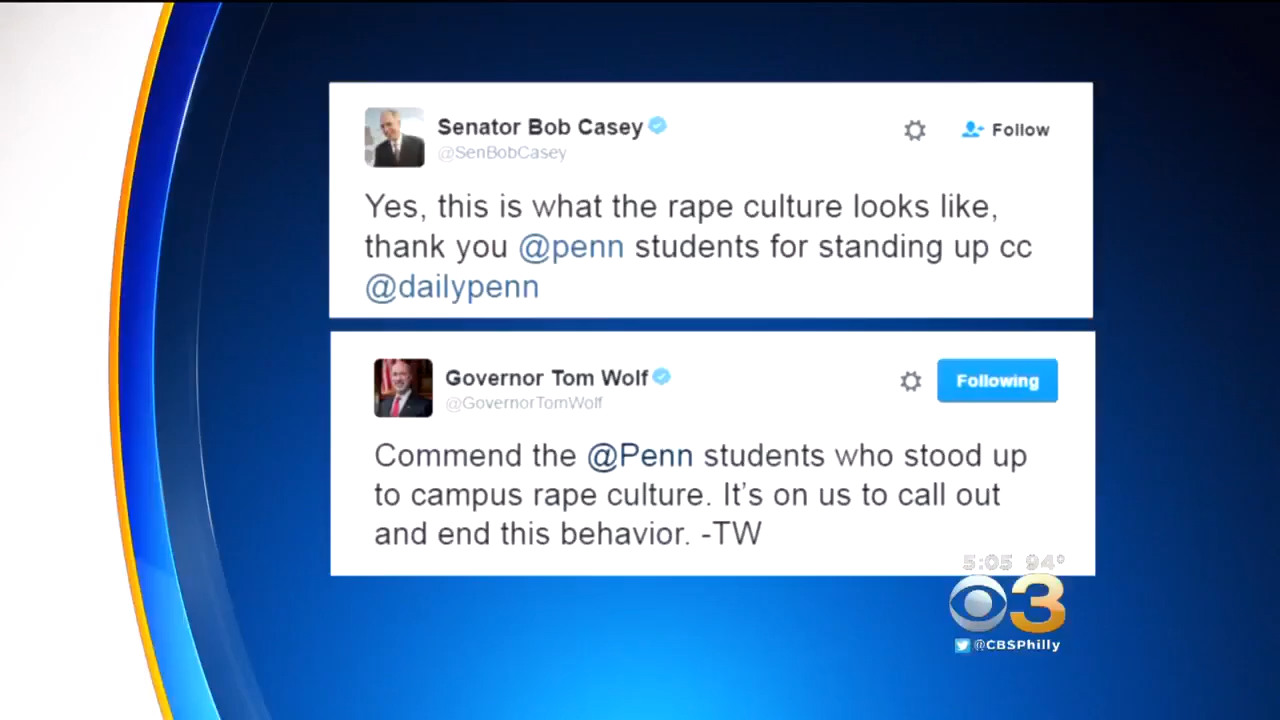 Senator Bob Casey
@SenBobCasey
Follow
Yes, this is what the rape culture looks like,
thank you @penn students for standing up cc
@dailypenn
Governor Tom Wolf
@GovernorTomWolf
Following
Commend the @Penn students who stood up
to campus rape culture. It’s on us to call out
and end this behavior. -TW
5:05 94°
3
@CBSPhilly